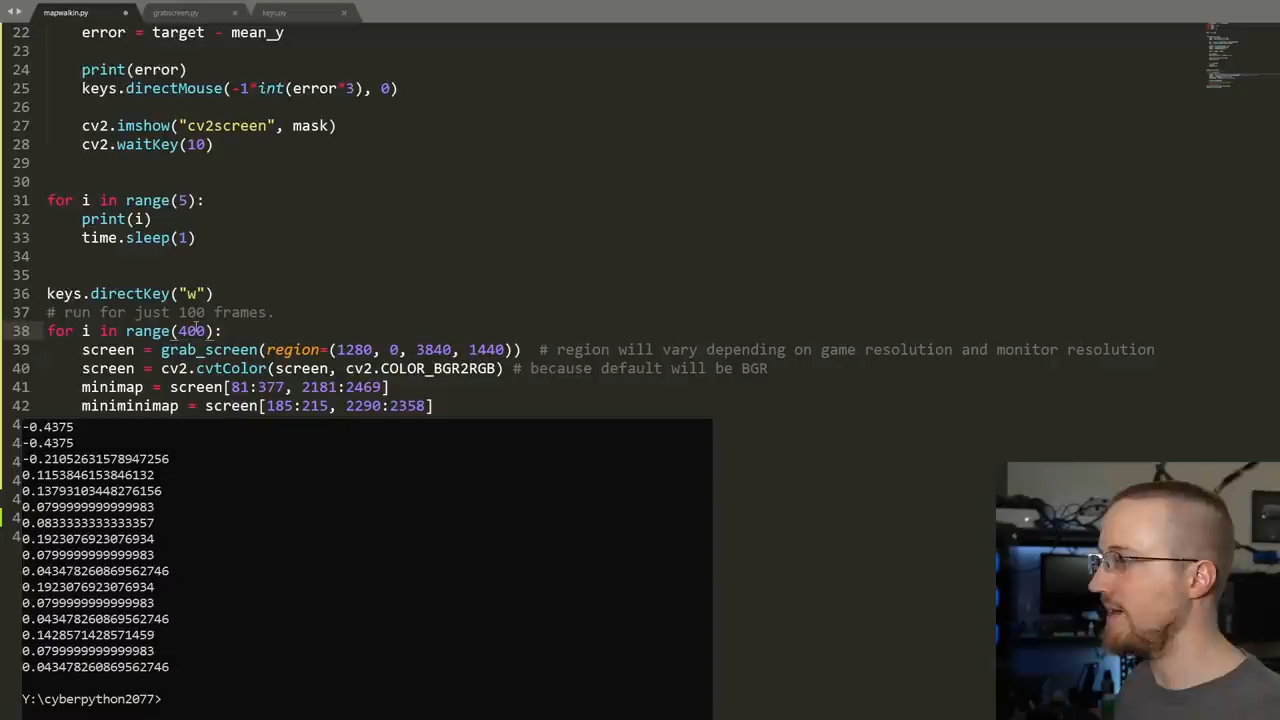 mapwalkin.py
grabscreen.py
keys.py
22 error = target - mean_y
23
24 print(error)
25 keys.directMouse(-1*int(error*3), 0)
26
27 cv2.imshow("cv2screen", mask)
28 cv2.waitKey(10)
29
30
31 for i in range(5):
32 print(i)
33 time.sleep(1)
34
35
36 keys.directKey("w")
37 # run for just 100 frames.
38 for i in range(400):
39 screen = grab_screen(region=(1280, 0, 3840, 1440)) # region will vary depending on game resolution and monitor resolution
40 screen = cv2.cvtColor(screen, cv2.COLOR_BGR2RGB) # because default will be BGR
41 minimap = screen[81:377, 2181:2469]
42 miniminimap = screen[185:215, 2290:2358]
-0.4375
-0.4375
-0.21052631578947256
0.1153846153846132
0.13793103448276156
0.0799999999999983
0.0833333333333357
0.1923076923076934
0.0799999999999983
0.043478260869562746
0.1923076923076934
0.0799999999999983
0.043478260869562746
0.1428571428571459
0.0799999999999983
0.043478260869562746
Y:\cyberpython2077>